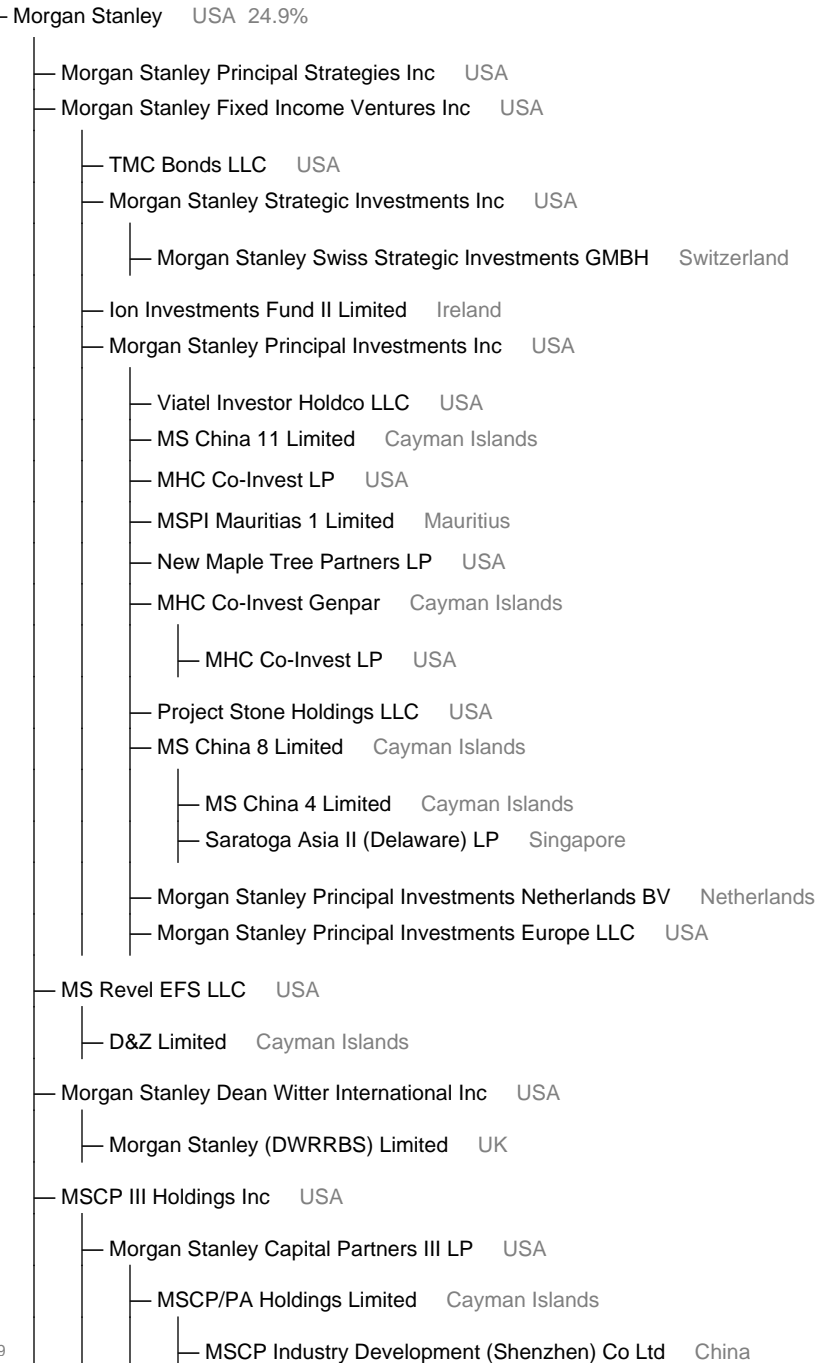 Morgan Stanley USA 24.9%
Morgan Stanley Principal Strategies Inc USA
Morgan Stanley Fixed Income Ventures Inc USA
TMC Bonds LLC USA
Morgan Stanley Strategic Investments Inc USA
Morgan Stanley Swiss Strategic Investments GMBH Switzerland
Ion Investments Fund II Limited Ireland
Morgan Stanley Principal Investments Inc USA
Viatel Investor Holdco LLC USA
MS China 11 Limited Cayman Islands
MHC Co-Invest LP USA
MSPI Mauritias 1 Limited Mauritius
New Maple Tree Partners LP USA
MHC Co-Invest Genpar Cayman Islands
MHC Co-Invest LP USA
Project Stone Holdings LLC USA
MS China 8 Limited Cayman Islands
MS China 4 Limited Cayman Islands
Saratoga Asia II (Delaware) LP Singapore
Morgan Stanley Principal Investments Netherlands BV Netherlands
Morgan Stanley Principal Investments Europe LLC USA
MS Revel EFS LLC USA
D&Z Limited Cayman Islands
Morgan Stanley Dean Witter International Inc USA
Morgan Stanley (DWRRBS) Limited UK
MSCP III Holdings Inc USA
Morgan Stanley Capital Partners III LP USA
MSCP/PA Holdings Limited Cayman Islands
MSCP Industry Development (Shenzhen) Co Ltd China